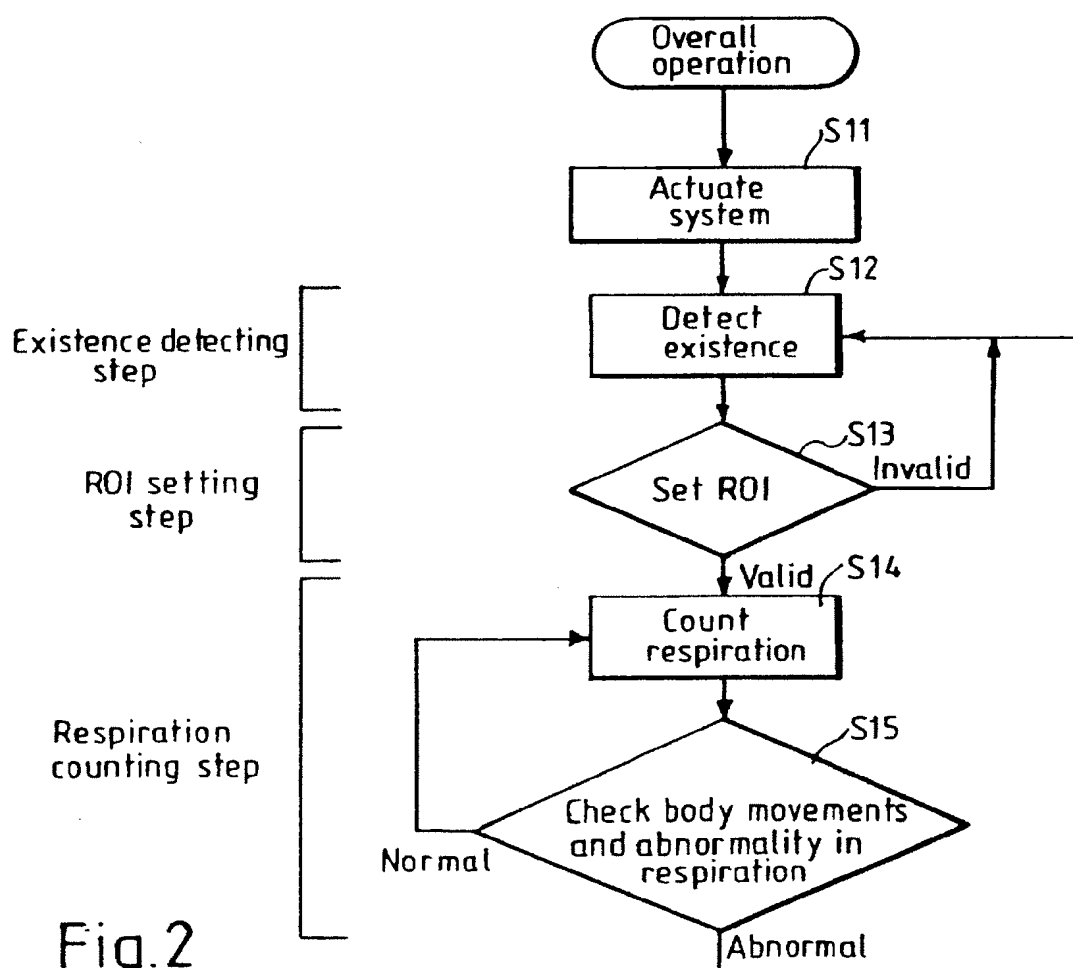 Overall
operation
S11
Actuate
system
S12
Existence detecting
step
Detect
existence
S13
ROI setting
step
Set ROI
Invalid
Valid
S14
Count
respiration
Respiration
counting step
S15
Check body movements
and abnormality in
respiration
Normal
Abnormal
Fig.2